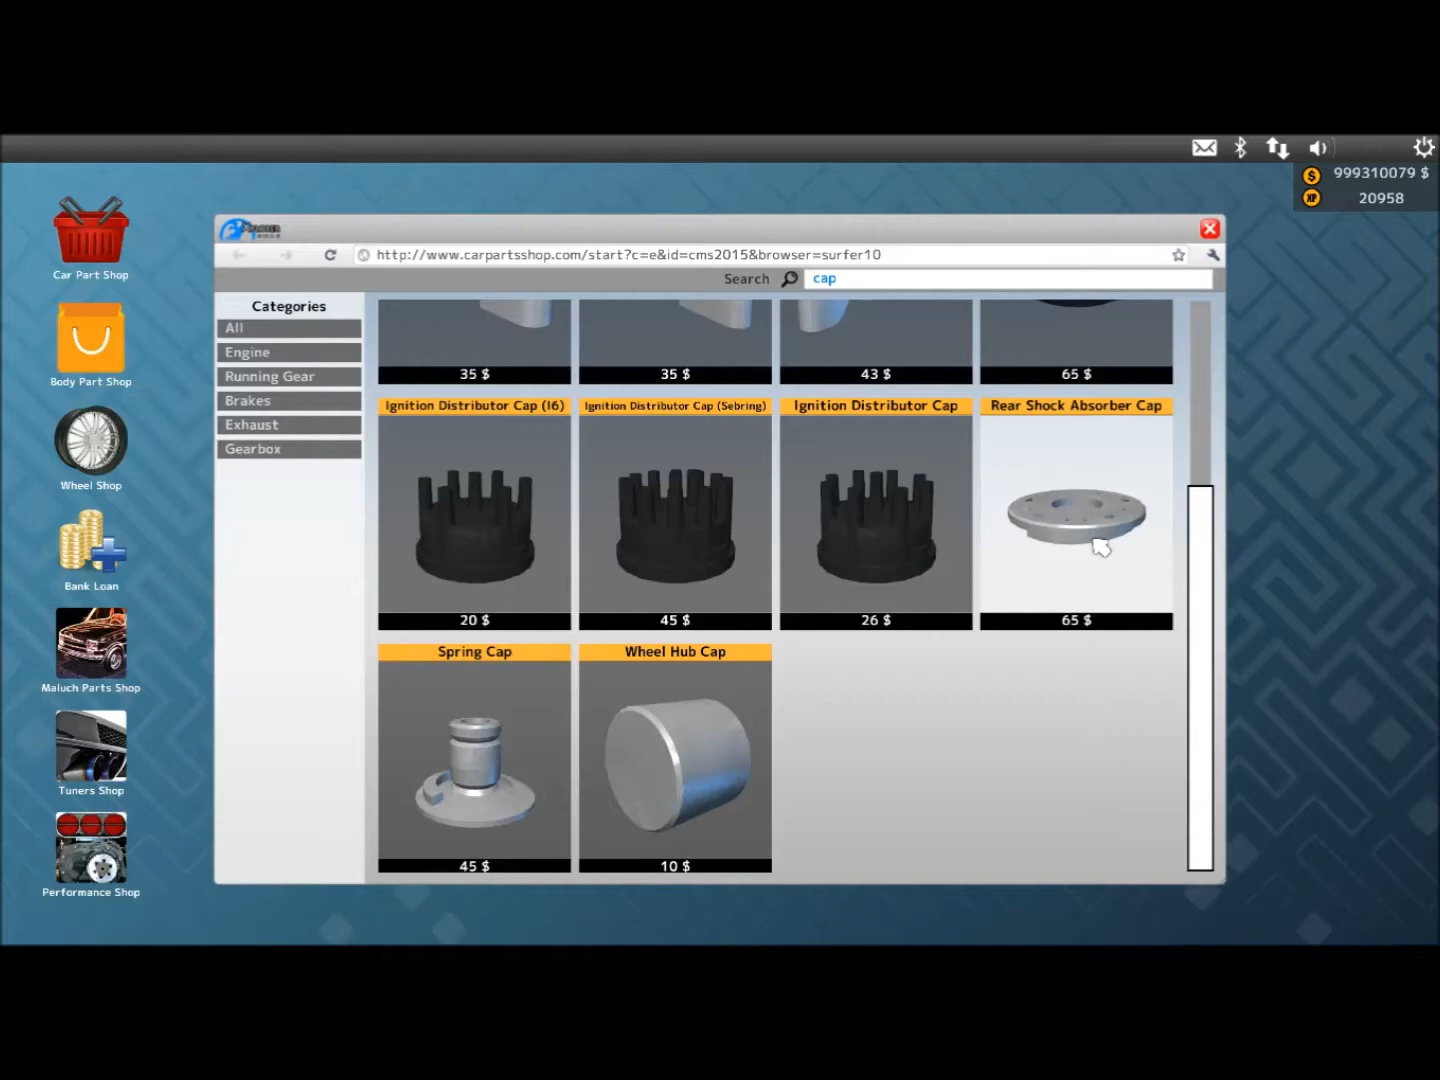 999310079 $
XP 20958
http://www.carpartsshop.com/start?c=e&id=cms2015&browser=surfer10
Search cap
Categories
All
Engine
Running Gear
Brakes
Exhaust
Gearbox
Car Part Shop
Body Part Shop
Wheel Shop
Bank Loan
Maluch Parts Shop
Tuners Shop
Performance Shop
35 $ 35 $ 43 $ 65 $
Ignition Distributor Cap (I6) Ignition Distributor Cap (Sebring) Ignition Distributor Cap Rear Shock Absorber Cap
20 $ 45 $ 26 $ 65 $
Spring Cap Wheel Hub Cap
45 $ 10 $